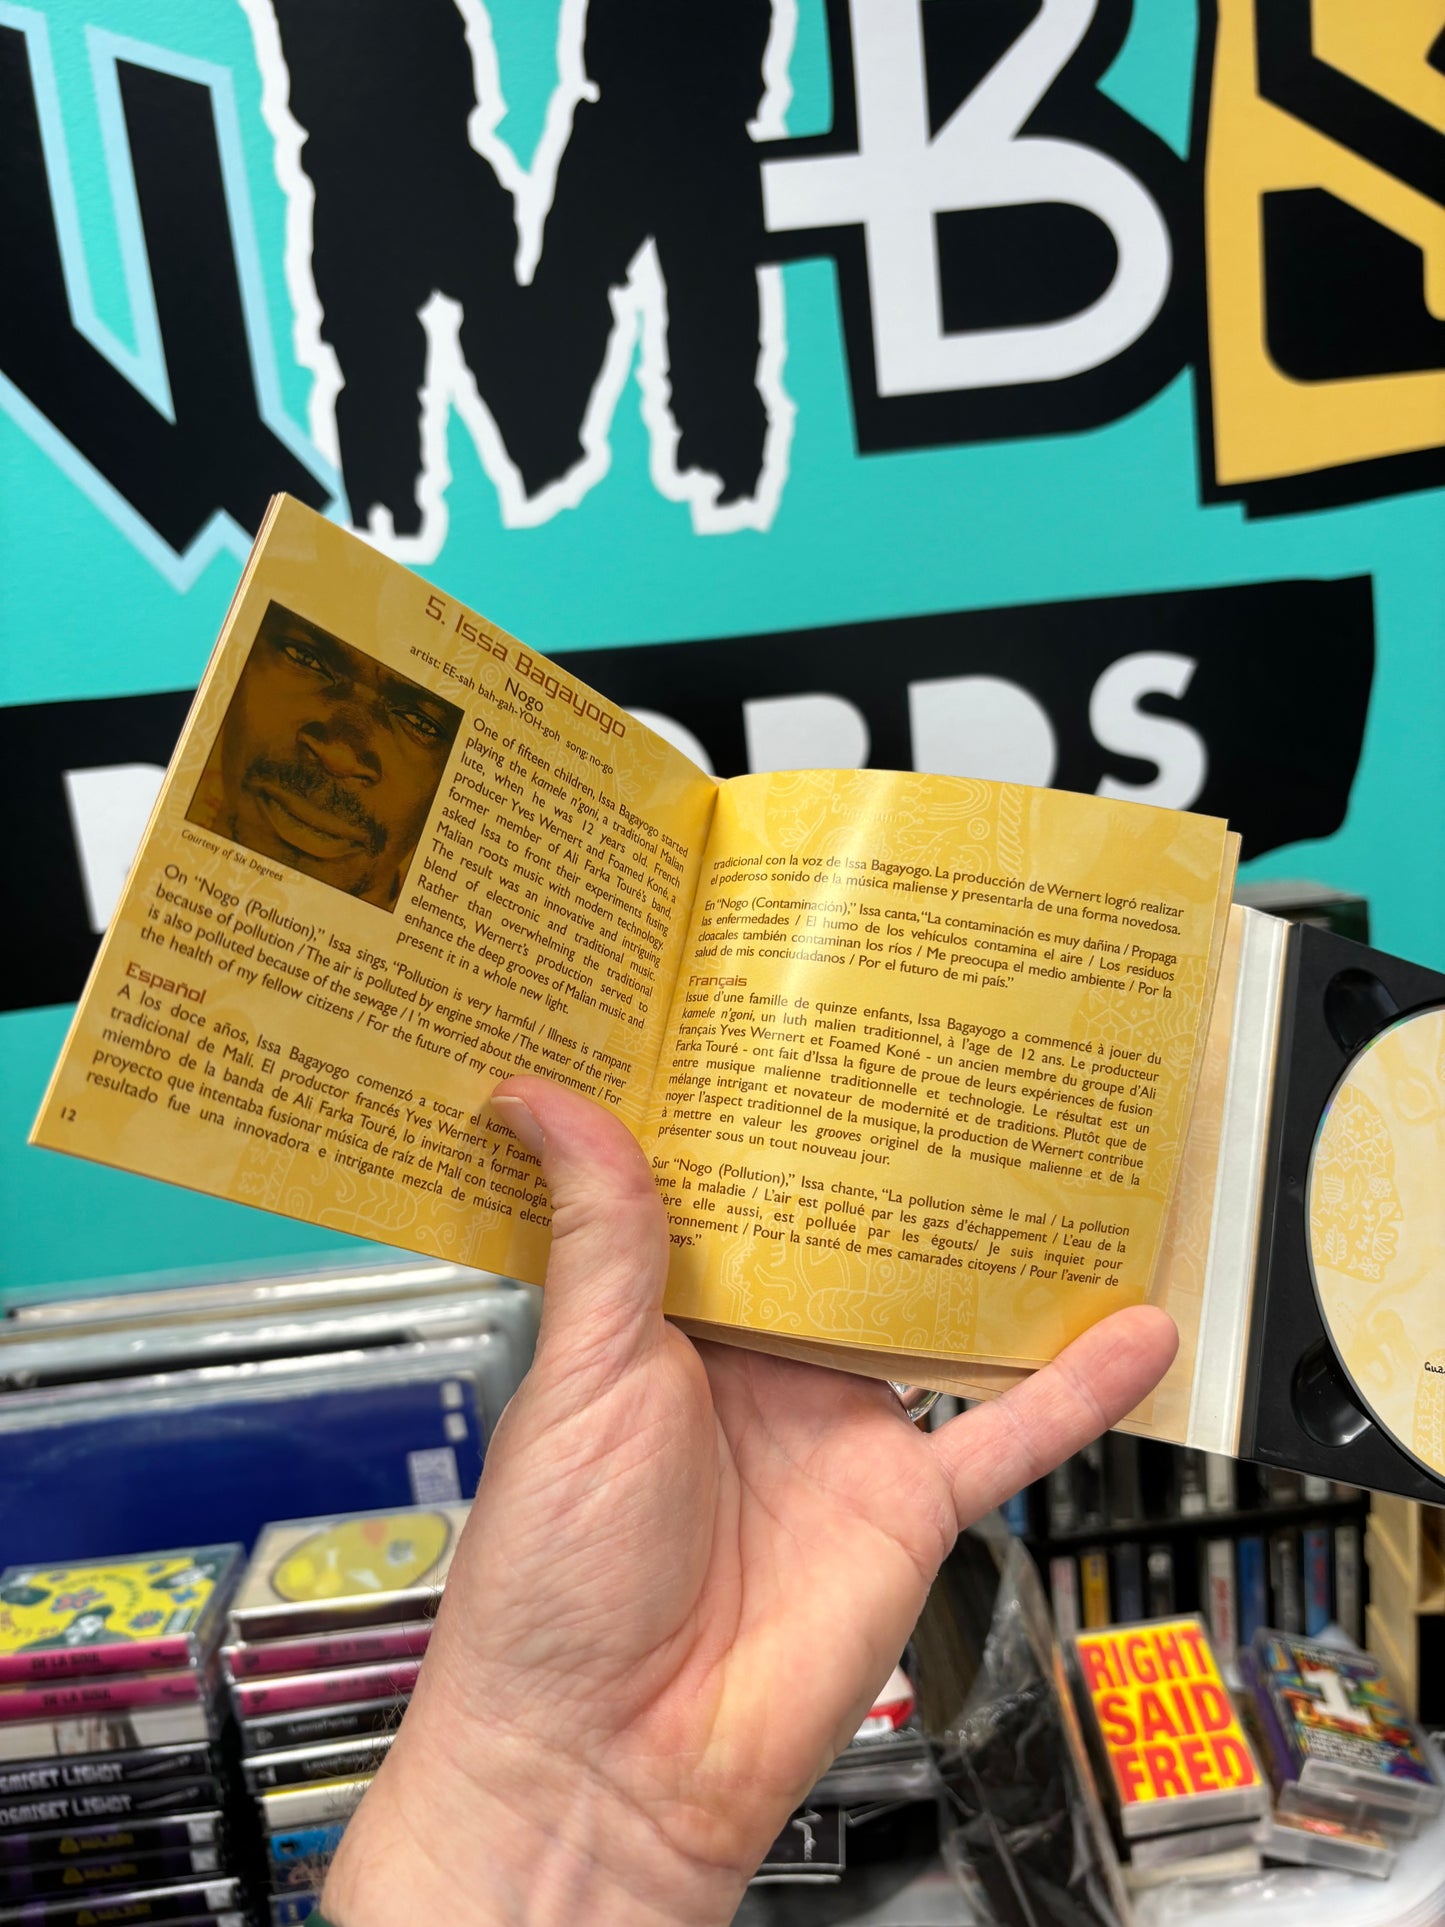 5. Issa Bagayogo
Nogo
artist: EE-sah bah-gah-YOH-goh song: no-go
One of fifteen children, Issa Bagayogo started
playing the kamele n'goni, a traditional Malian
lute, when he was 12 years old. French
producer Yves Wernert and Foamed Koné, a
former member of Ali Farka Touré's band,
asked Issa to front their experiments fusing
Malian roots music with modern technology.
The result was an innovative and intriguing
blend of electronic and traditional music.
Rather than overwhelming the traditional
elements, Wernert's production served to
enhance the deep grooves of Malian music and
present it in a whole new light.
Courtesy of Six Degrees
On "Nogo (Pollution)," Issa sings, "Pollution is very harmful / Illness is rampant
because of pollution / The air is polluted by engine smoke / The water of the river
is also polluted because of the sewage / I'm worried about the environment / For
the health of my fellow citizens / For the future of my
Español
A los doce años, Issa Bagayogo comenzó a tocar el
tradicional de Malí. El productor francés Yves Wernert y
miembro de la banda de Ali Farka Touré, lo invitaron a formar
proyecto que intentaba fusionar música de raíz de Malí con tecnología
resultado fue una innovadora e intrigante mezcla de música
12
tradicional con la voz de Issa Bagayogo. La producción de Wernert logró realizar
el poderoso sonido de la música maliense y presentarla de una forma novedosa.
En "Nogo (Contaminación)," Issa canta, "La contaminación es muy dañina / Propaga
las enfermedades / El humo de los vehículos contamina el aire / Los residuos
cloacales también contaminan los ríos / Me preocupa el medio ambiente / Por la
salud de mis conciudadanos / Por el futuro de mi país."
Français
Issue d'une famille de quinze enfants, Issa Bagayogo a commencé à jouer du
kamele n'goni, un luth malien traditionnel, à l'age de 12 ans. Le producteur
français Yves Wernert et Foamed Koné - un ancien membre du groupe d'Ali
Farka Touré - ont fait d'Issa la figure de proue de leurs expériences de fusion
entre musique malienne traditionnelle et technologie. Le résultat est un
mélange intrigant et novateur de modernité et de traditions. Plutôt que de
noyer l'aspect traditionnel de la musique, la production de Wernert contribue
à mettre en valeur les grooves originel de la musique malienne et de la
présenter sous un tout nouveau jour.
Sur "Nogo (Pollution)," Issa chante, "La pollution sème le mal / La pollution
sème la maladie / L'air est pollué par les gazs d'échappement / L'eau de la
elle aussi, est polluée par les égouts/ Je suis inquiet pour
/ Pour la santé de mes camarades citoyens / Pour l'avenir de
pays."
DE LA SOUL
DE LA SOUL
RIGHT
SAID
FRED